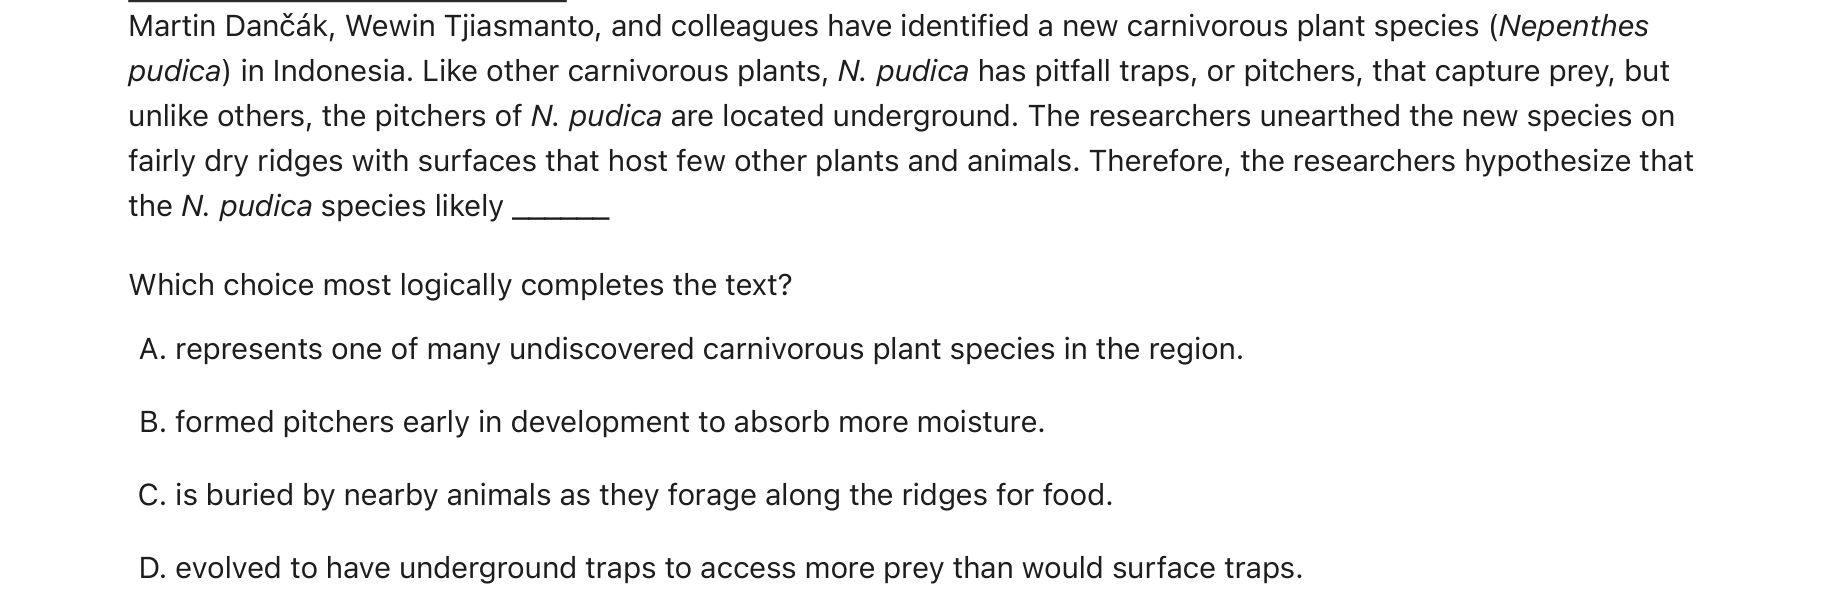 Martin Dančák, Wewin Tjiasmanto, and colleagues have identified a new carnivorous plant species (Nepenthes
pudica) in Indonesia. Like other carnivorous plants, N. pudica has pitfall traps, or pitchers, that capture prey, but
unlike others, the pitchers of N. pudica are located underground. The researchers unearthed the new species on
fairly dry ridges with surfaces that host few other plants and animals. Therefore, the researchers hypothesize that
the N. pudica species likely ______
Which choice most logically completes the text?
A. represents one of many undiscovered carnivorous plant species in the region.
B. formed pitchers early in development to absorb more moisture.
C. is buried by nearby animals as they forage along the ridges for food.
D. evolved to have underground traps to access more prey than would surface traps.